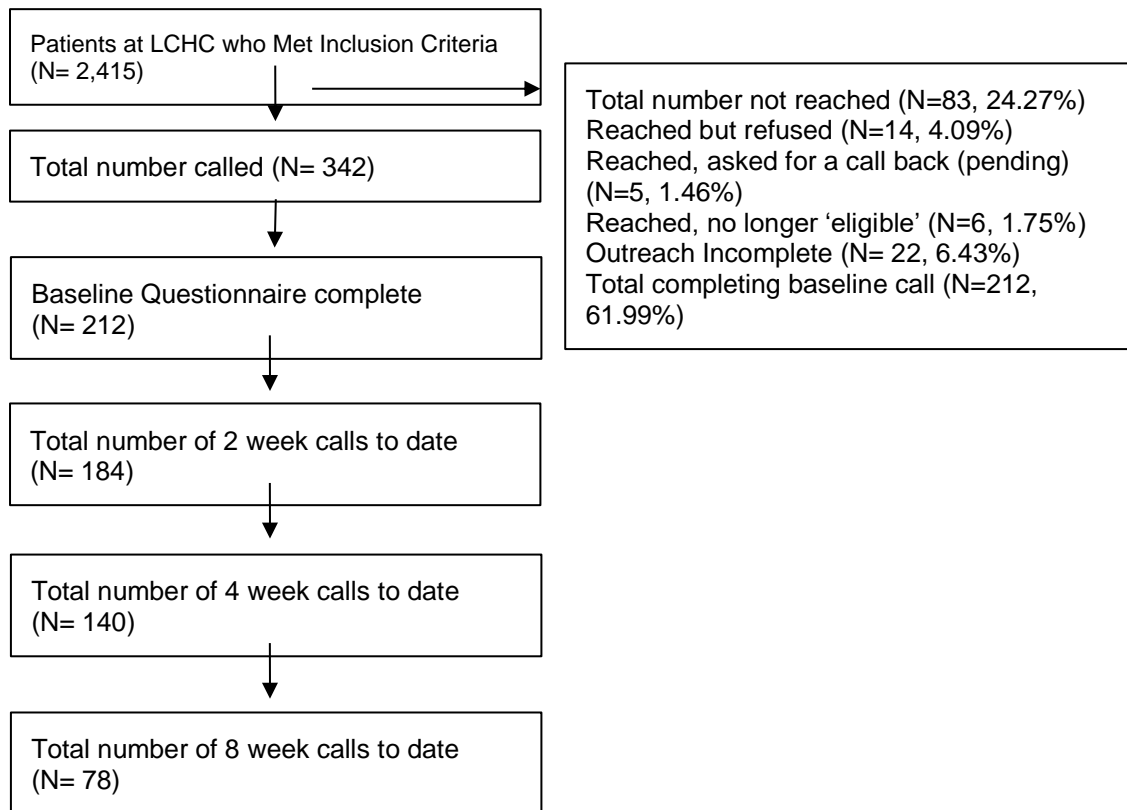 Patients at LCHC who Met Inclusion Criteria
(N= 2,415)
Total number not reached (N=83, 24.27%)
Reached but refused (N=14, 4.09%)
Reached, asked for a call back (pending)
(N=5, 1.46%)
Reached, no longer ‘eligible’ (N=6, 1.75%)
Outreach Incomplete (N= 22, 6.43%)
Total completing baseline call (N=212,
61.99%)
Total number called (N= 342)
Baseline Questionnaire complete
(N= 212)
Total number of 2 week calls to date
(N= 184)
Total number of 4 week calls to date
(N= 140)
Total number of 8 week calls to date
(N= 78)